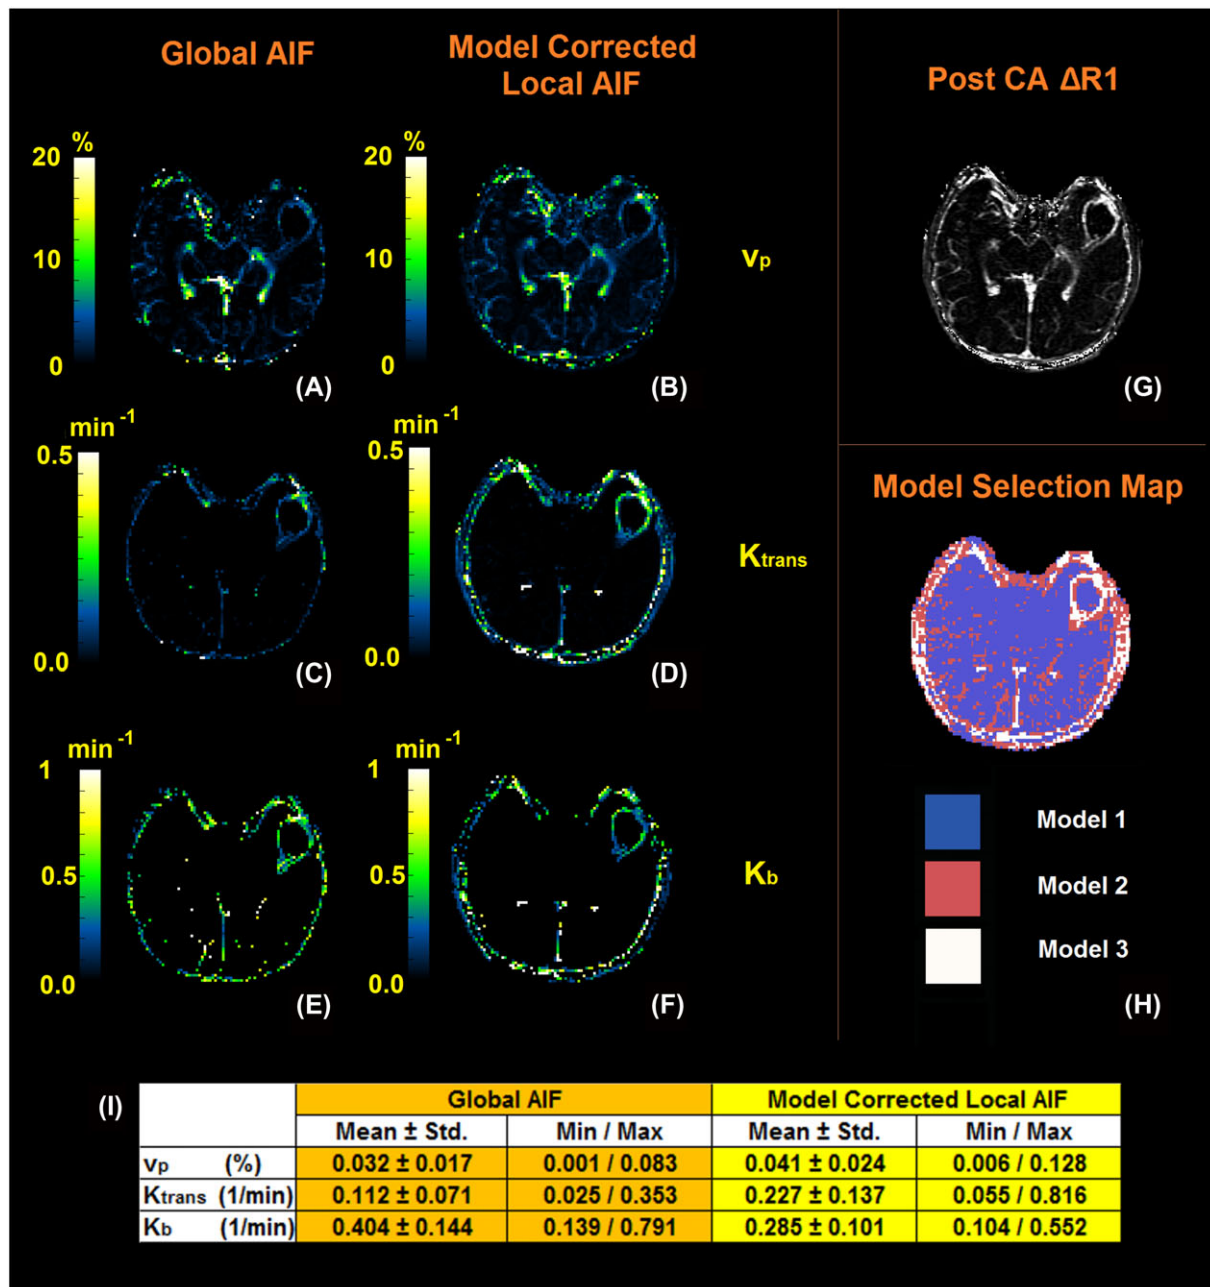 Global AIF
Model Corrected
Local AIF
Post CA ΔR1
%
20
10
0
(A)
%
20
10
0
(B)
vp
(G)
min -1
0.5
0.0
(C)
min -1
0.5
0.0
(D)
Ktrans
Model Selection Map
min -1
1
0.5
0.0
(E)
min -1
1
0.5
0.0
(F)
Kb
Model 1
Model 2
Model 3
(H)
(I)
Global AIF Model Corrected Local AIF
Mean ± Std. Min / Max Mean ± Std. Min / Max
vp (%) 0.032 ± 0.017 0.001 / 0.083 0.041 ± 0.024 0.006 / 0.128
Ktrans (1/min) 0.112 ± 0.071 0.025 / 0.353 0.227 ± 0.137 0.055 / 0.816
Kb (1/min) 0.404 ± 0.144 0.139 / 0.791 0.285 ± 0.101 0.104 / 0.552